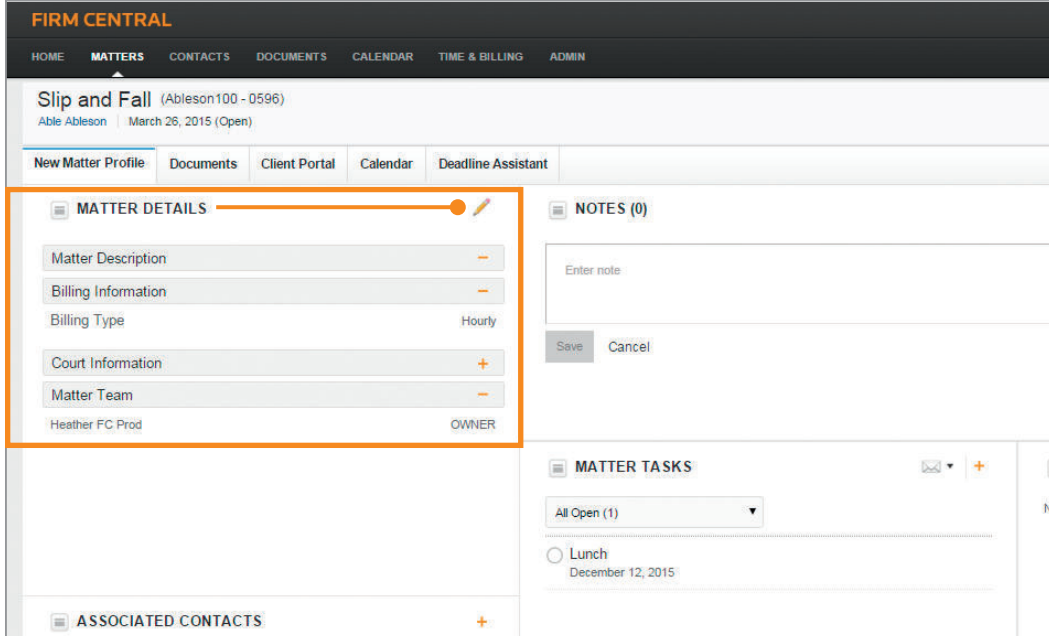 FIRM CENTRAL
HOME MATTERS CONTACTS DOCUMENTS CALENDAR TIME & BILLING ADMIN
Slip and Fall (Ableson100 - 0596)
Able Ableson March 26, 2015 (Open)
New Matter Profile Documents Client Portal Calendar Deadline Assistant
MATTER DETAILS
Matter Description
Billing Information
Billing Type Hourly
Court Information
Matter Team
Heather FC Prod OWNER
NOTES (0)
Enter note
Save Cancel
MATTER TASKS
All Open (1)
Lunch
December 12, 2015
ASSOCIATED CONTACTS